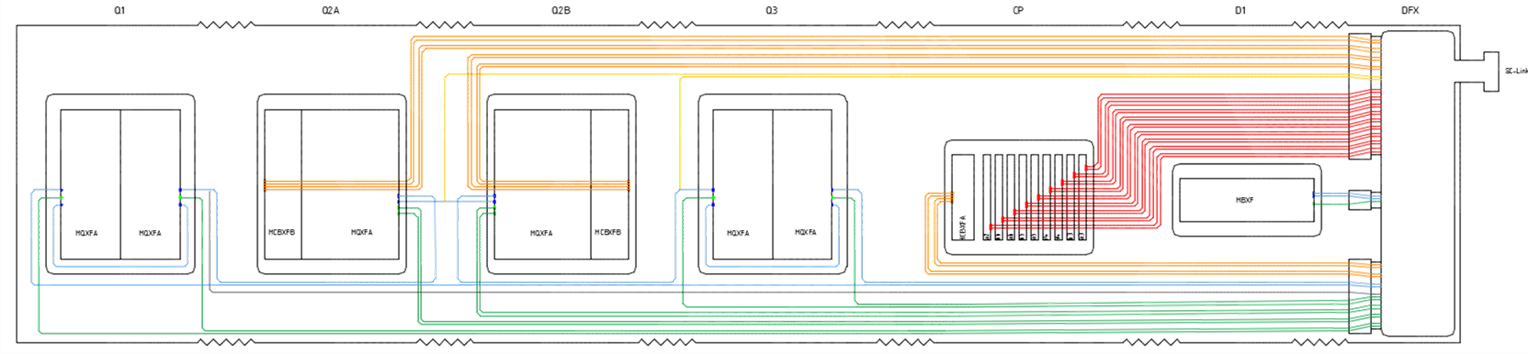 Q1 Q2A Q2B Q3 CP D1 DFX
SC-Link
MQXFA MQXFA
MCBXFB MQXFA
MQXFA MCBXFB
MQXFA MQXFA
MCBXFA
MBXF